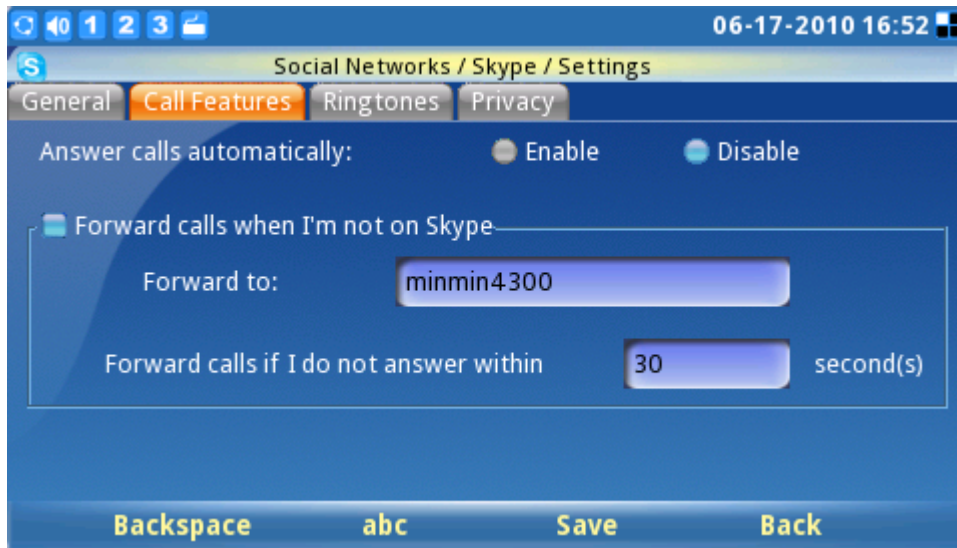 1 2 3 06-17-2010 16:52
S Social Networks / Skype / Settings
General Call Features Ringtones Privacy
Answer calls automatically: Enable Disable
Forward calls when I'm not on Skype
Forward to: minmin4300
Forward calls if I do not answer within 30 second(s)
Backspace abc Save Back